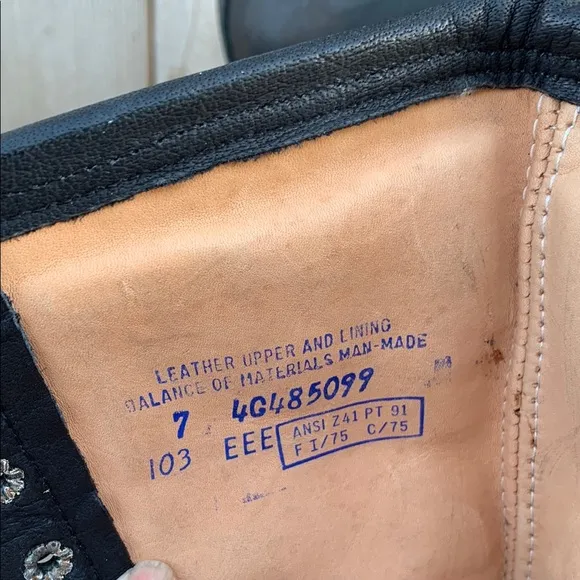 LEATHER UPPER AND LINING
BALANCE OF MATERIALS MAN-MADE
7 4G485099
103 EEE ANSI Z41 PT 91
F I/75 C/75